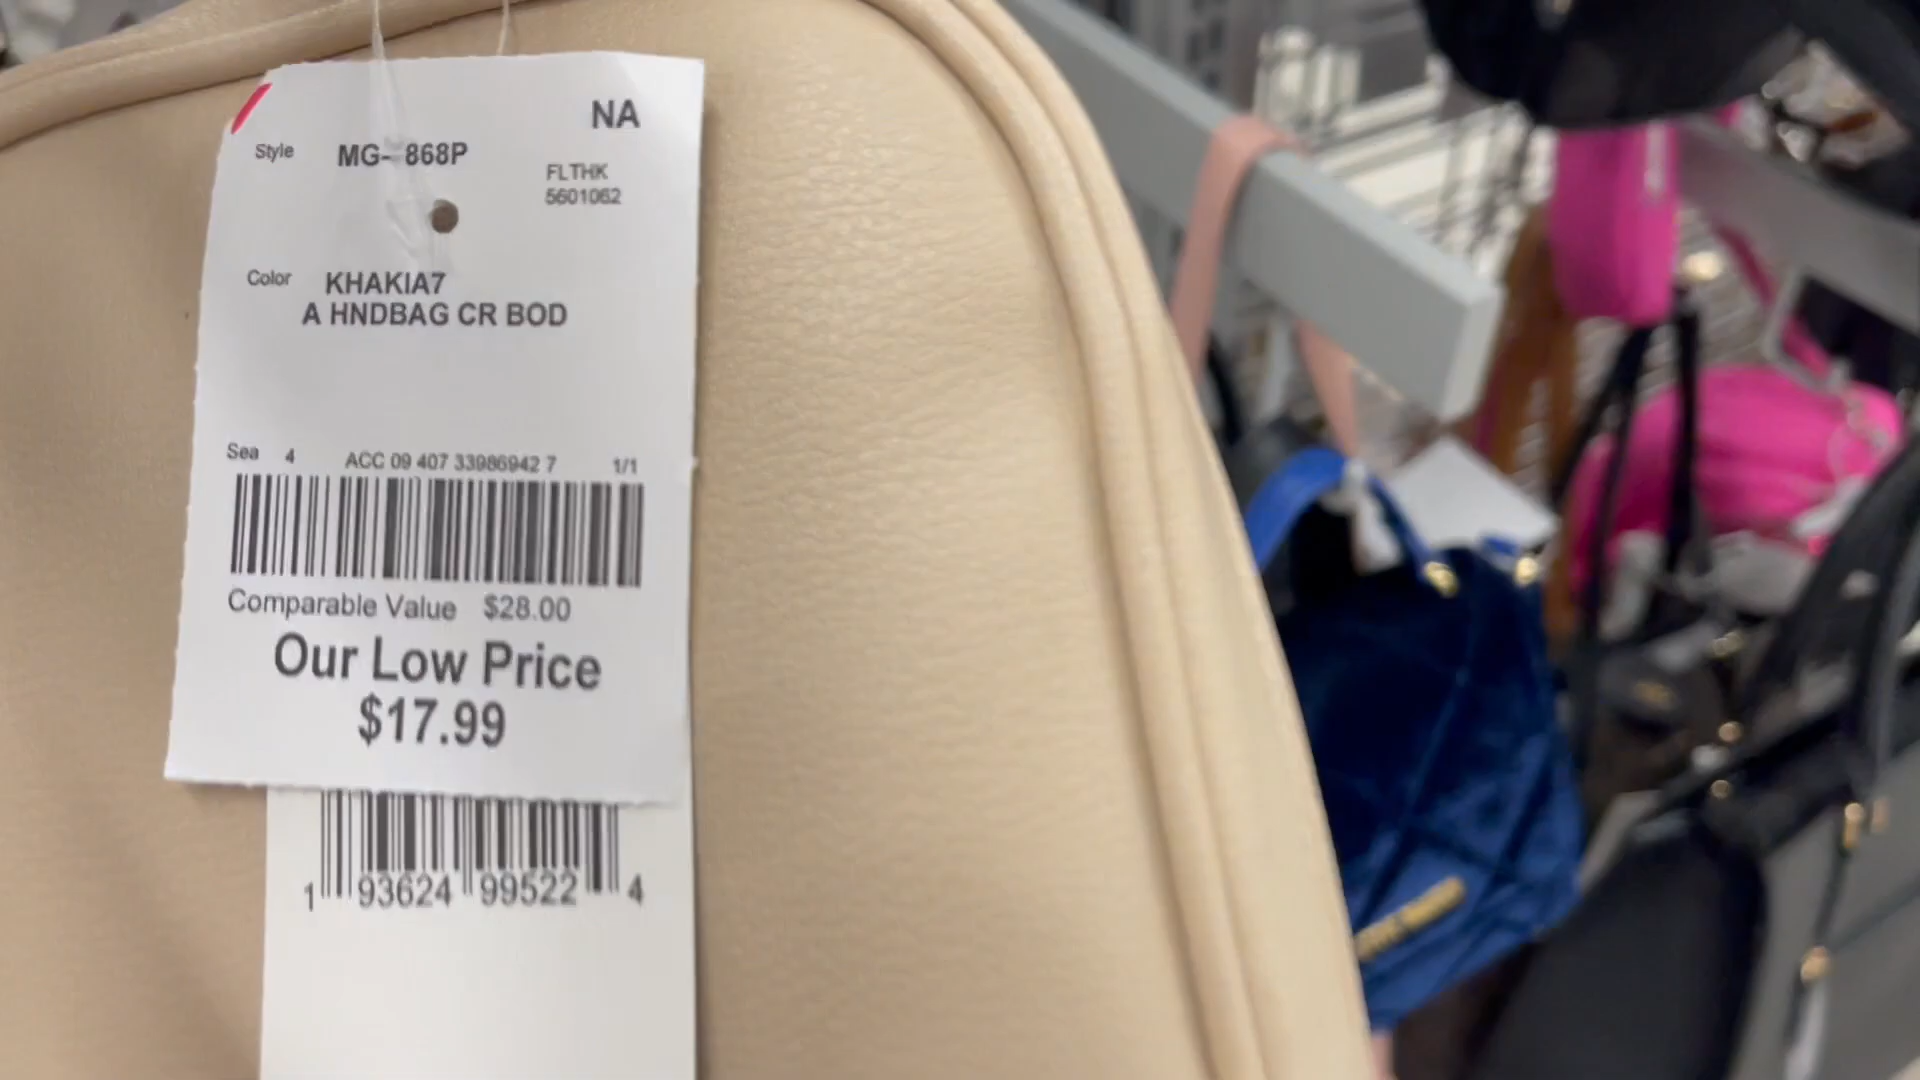 NA
Style MG- 868P
FLTHK
5601062
Color KHAKIA7
A HNDBAG CR BOD
Sea 4 ACC 09 407 33986942 7 1/1
Comparable Value $28.00
Our Low Price
$17.99
1 93624 99522 4